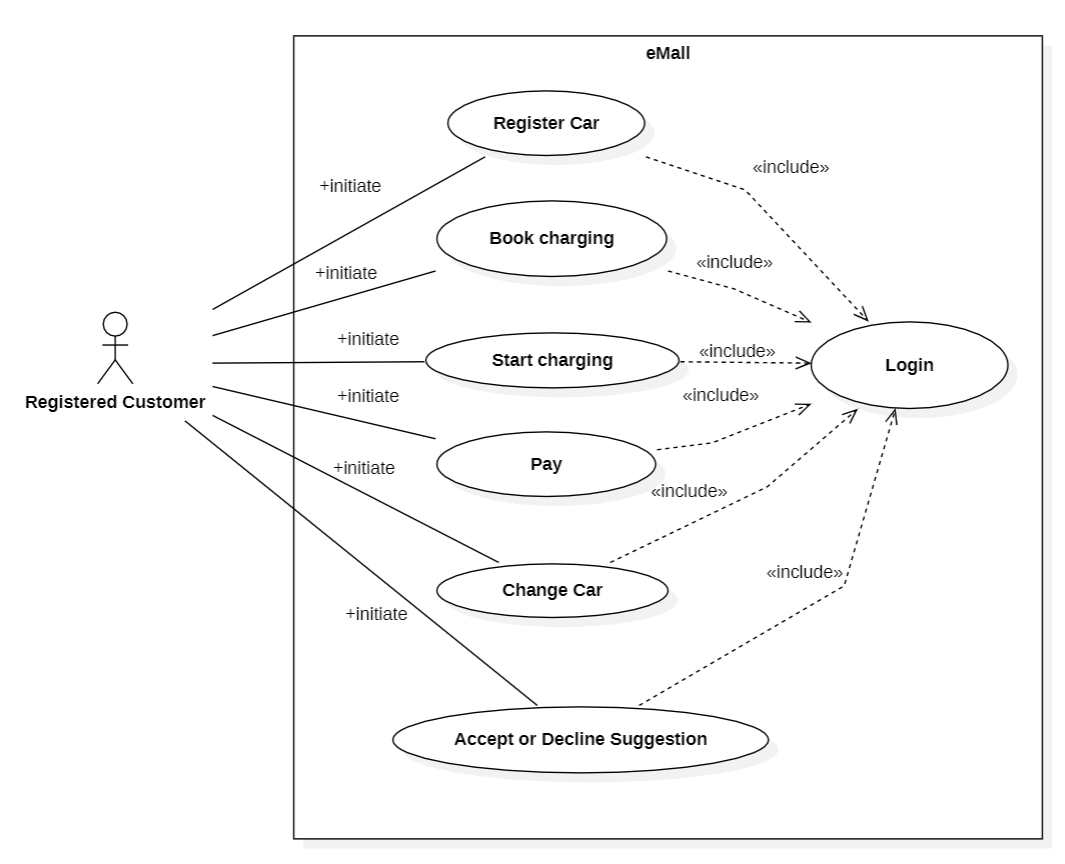 eMall
Register Car
«include»
+initiate
Book charging
«include»
+initiate
Start charging
«include»
+initiate
Login
Registered Customer
+initiate
«include»
Pay
+initiate
«include»
Change Car
«include»
+initiate
Accept or Decline Suggestion